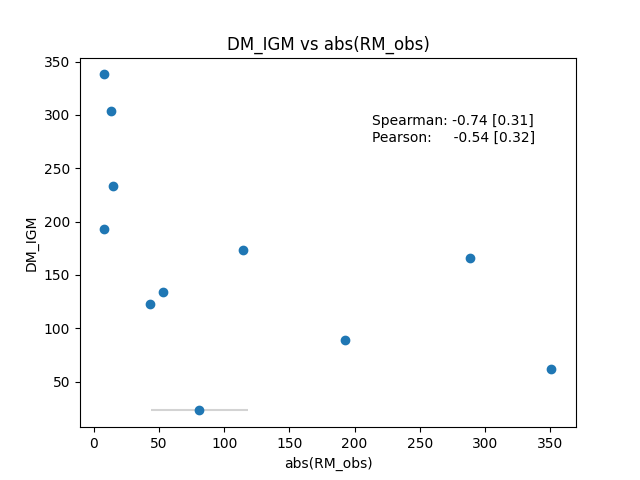 DM_IGM vs abs(RM_obs)
350
300
250
200
150
100
50
DM_IGM
Spearman: -0.74 [0.31]
Pearson: -0.54 [0.32]
0 50 100 150 200 250 300 350
abs(RM_obs)